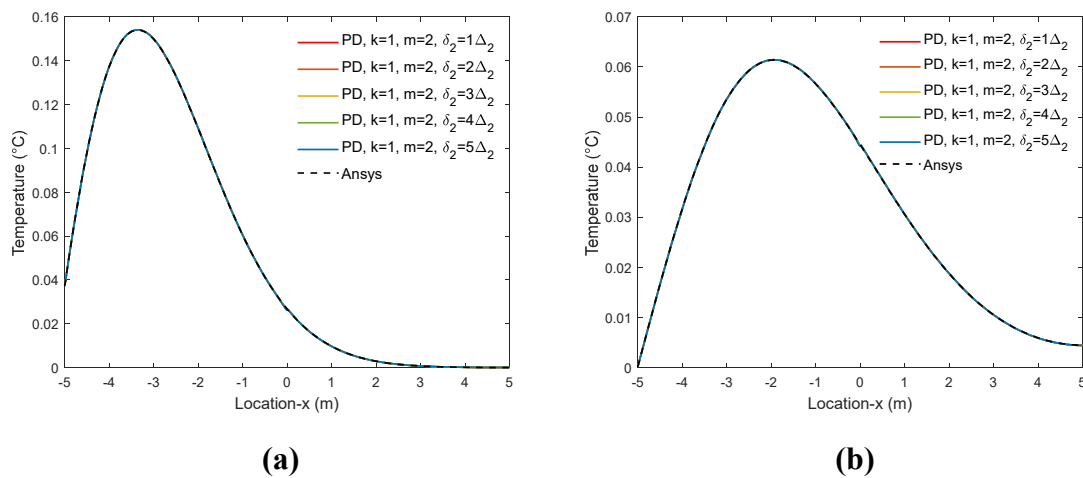 0.16
0.14
0.12
0.1
0.08
0.06
0.04
0.02
0
Temperature (°C)
PD, k=1, m=2, δ₂=1Δ₂
PD, k=1, m=2, δ₂=2Δ₂
PD, k=1, m=2, δ₂=3Δ₂
PD, k=1, m=2, δ₂=4Δ₂
PD, k=1, m=2, δ₂=5Δ₂
Ansys
-5 -4 -3 -2 -1 0 1 2 3 4 5
Location-x (m)
(a)
0.07
0.06
0.05
0.04
0.03
0.02
0.01
0
Temperature (°C)
PD, k=1, m=2, δ₂=1Δ₂
PD, k=1, m=2, δ₂=2Δ₂
PD, k=1, m=2, δ₂=3Δ₂
PD, k=1, m=2, δ₂=4Δ₂
PD, k=1, m=2, δ₂=5Δ₂
Ansys
-5 -4 -3 -2 -1 0 1 2 3 4 5
Location-x (m)
(b)